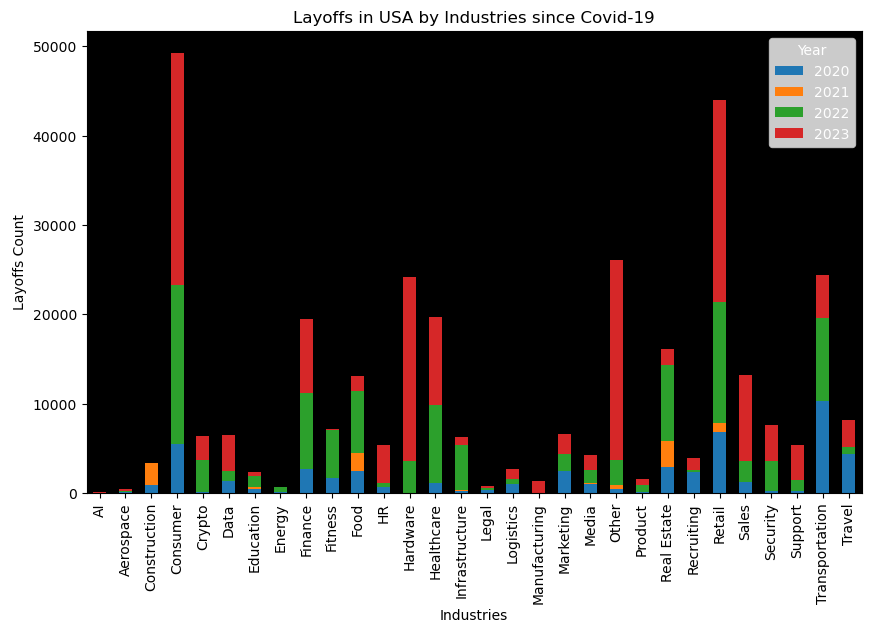 Layoffs in USA by Industries since Covid-19
Layoffs Count
50000
40000
30000
20000
10000
0
Year
2020
2021
2022
2023
AI
Aerospace
Construction
Consumer
Crypto
Data
Education
Energy
Finance
Fitness
Food
HR
Hardware
Healthcare
Infrastructure
Legal
Logistics
Manufacturing
Marketing
Media
Other
Product
Real Estate
Recruiting
Retail
Sales
Security
Support
Transportation
Travel
Industries